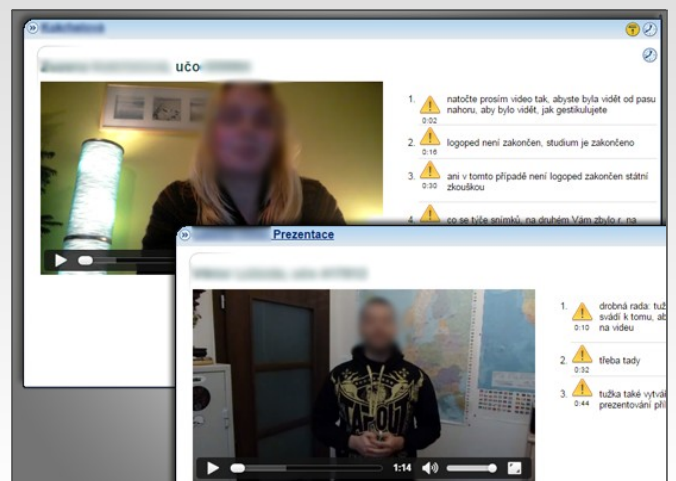 učo
1. natočte prosím video tak, abyste byla vidět od pasu
nahoru, aby bylo vidět, jak gestikulujete
0:02
2. logoped není zakončen, studium je zakončeno
0:16
3. ani v tomto případě není logoped zakončen státní
zkouškou
0:30
4. co se týče snímků, na druhém Vám zbylo r. na
Prezentace
1. drobná rada: tuž
svádí k tomu, ab
na videu
0:10
2. třeba tady
0:32
3. tužka také vytvá
prezentování pří
0:44
TAPOUT
1:14